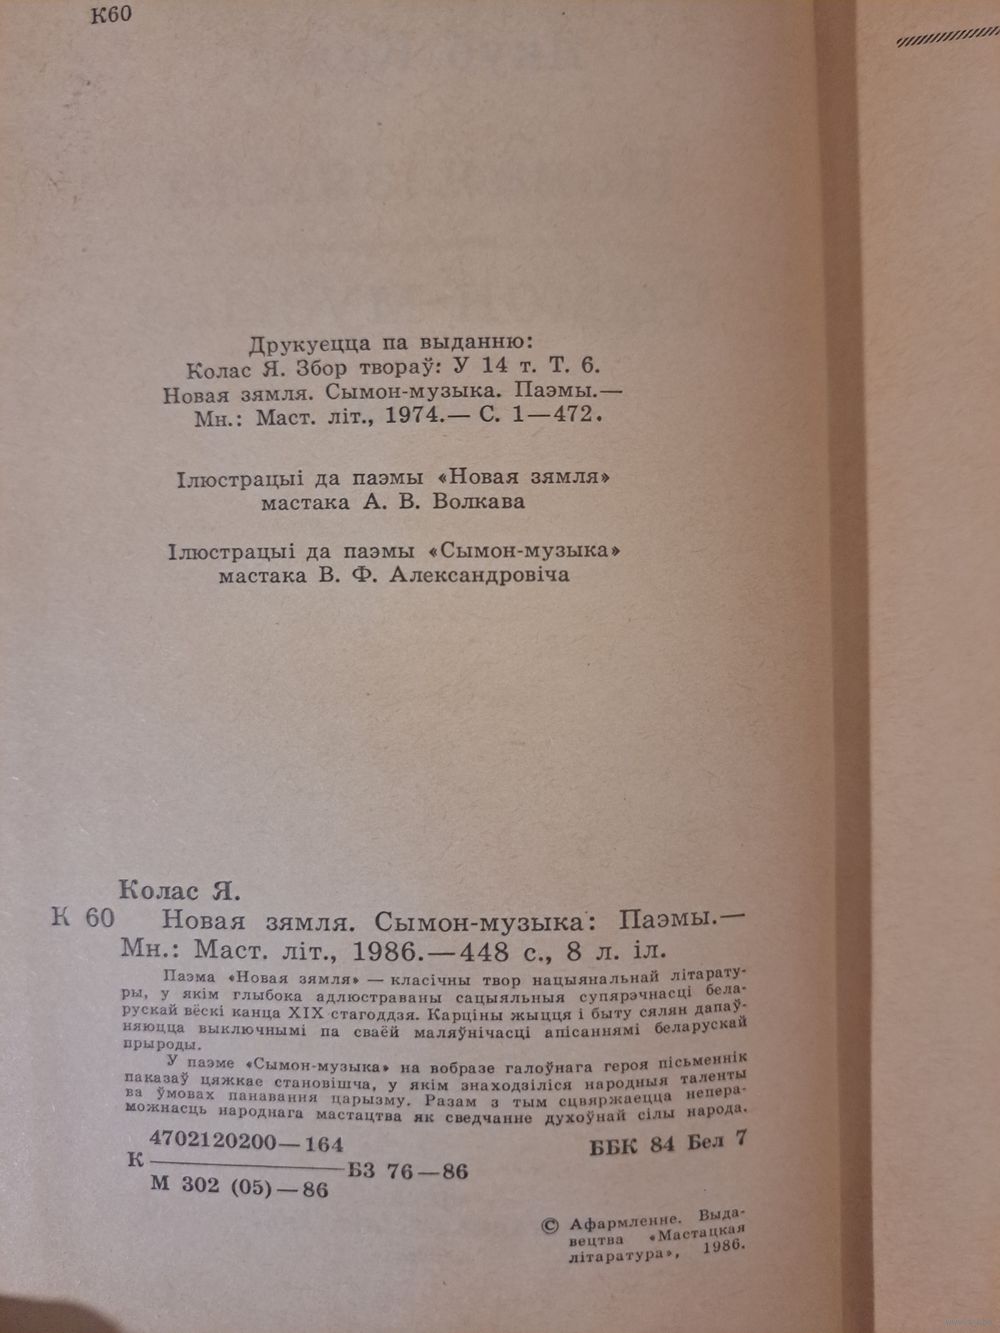 К60
Друкуецца па выданню:
Колас Я. Збор твораў: У 14 т. Т. 6.
Новая зямля. Сымон-музыка. Паэмы.—
Мн.: Маст. літ., 1974.— С. 1—472.
Ілюстрацыі да паэмы «Новая зямля»
мастака А. В. Волкава
Ілюстрацыі да паэмы «Сымон-музыка»
мастака В. Ф. Александровіча
Колас Я.
К 60 Новая зямля. Сымон-музыка: Паэмы.—
Мн.: Маст. літ., 1986.—448 с., 8 л. іл.
Паэма «Новая зямля» — класічны твор нацыянальнай літарату-
ры, у якім глыбока адлюстраваны сацыяльныя супярэчнасці бела-
рускай вёскі канца XIX стагоддзя. Карціны жыцця і быту сялян дапаў-
няюцца выключнымі па сваёй маляўнічасці апісаннямі беларускай
прыроды.
У паэме «Сымон-музыка» на вобразе галоўнага героя пісьменнік
паказаў цяжкае становішча, у якім знаходзіліся народныя таленты
ва ўмовах панавання царызму. Разам з тым сцвяржаецца непера-
можнасць народнага мастацтва як сведчанне духоўнай сілы народа.
4702120200—164
К — БЗ 76—86
М 302 (05)—86
ББК 84 Бел 7
© Афармленне. Выда-
вецтва «Мастацкая
літаратура», 1986.